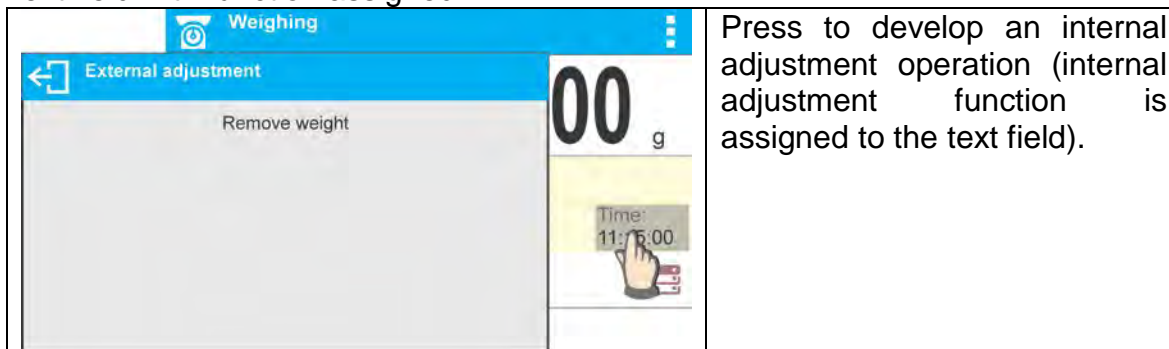 Weighing
External adjustment
Remove weight
00 g
Time:
Press to develop an internal
adjustment operation (internal
adjustment function is
assigned to the text field).